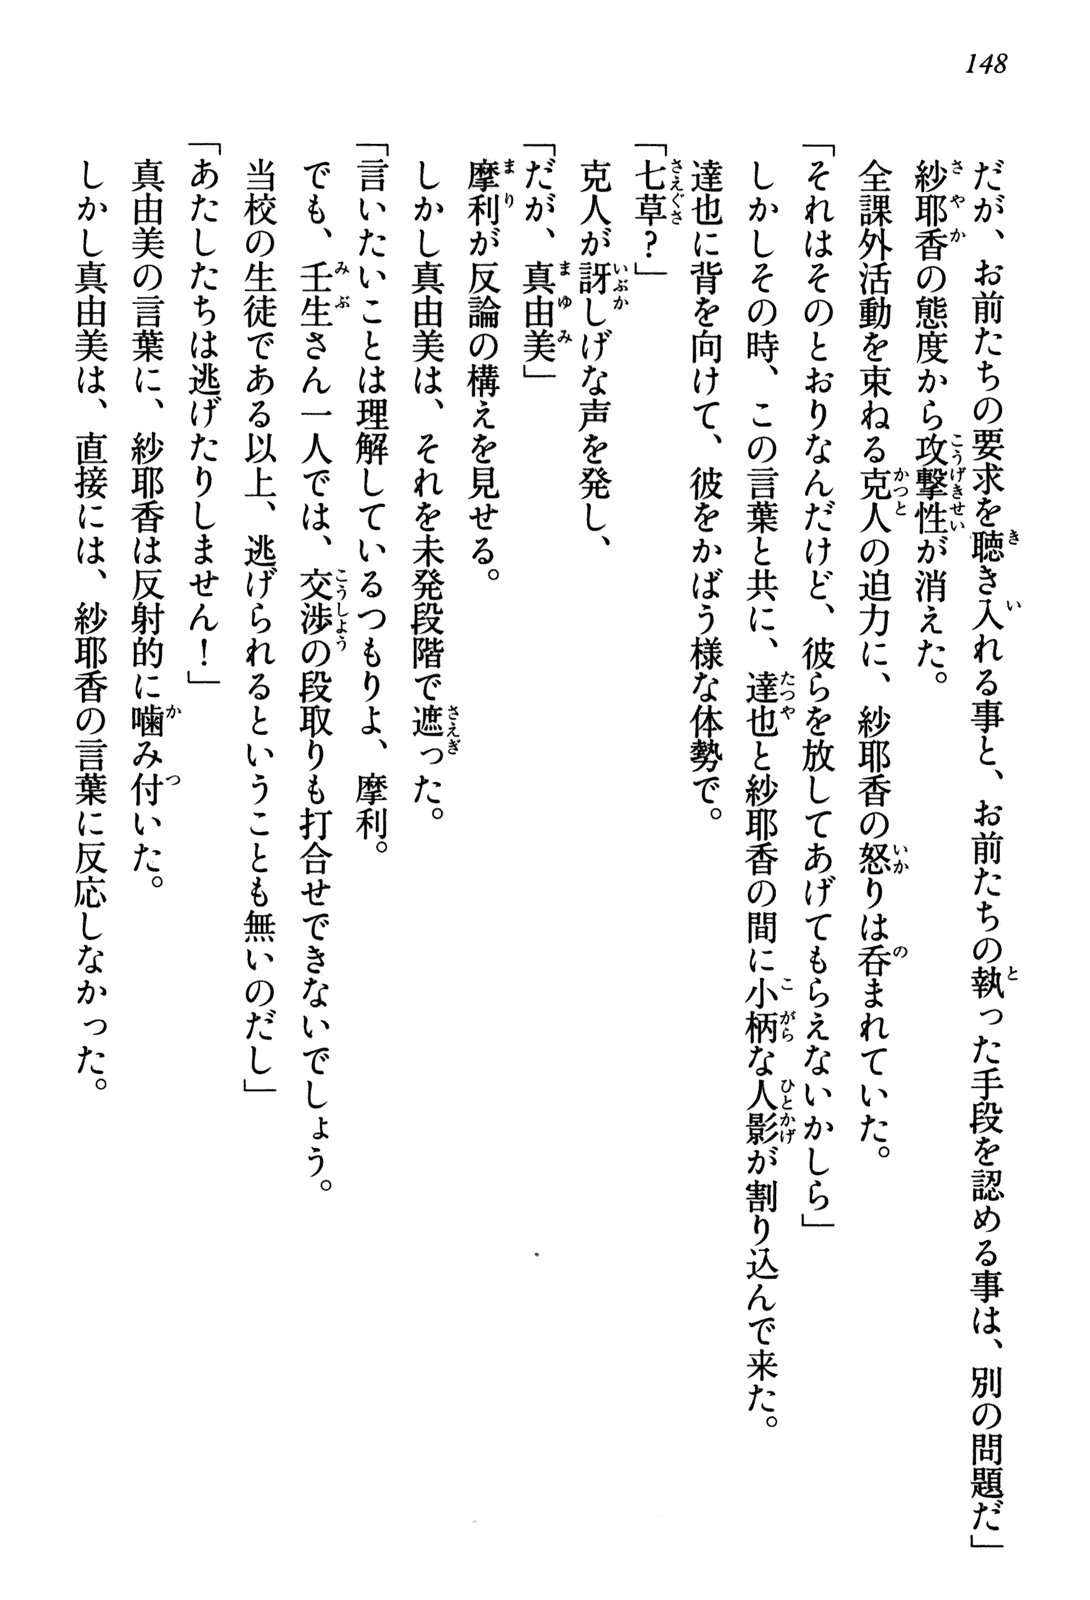 148
だが、お前たちの要求を聴き入れる事と、お前たちの執った手段を認める事は、別の問題だ」
紗耶香の態度から攻撃性が消えた。
全課外活動を束ねる克人の迫力に、紗耶香の怒りは呑まれていた。
「それはそのとおりなんだけど、彼らを放してあげてもらえないかしら」
しかしその時、この言葉と共に、達也と紗耶香の間に小柄な人影が割り込んで来た。
達也に背を向けて、彼をかばう様な体勢で。
「七草?」
克人が訝しげな声を発し、
「だが、真由美」
摩利が反論の構えを見せる。
しかし真由美は、それを未発段階で遮った。
「言いたいことは理解しているつもりよ、摩利。
でも、壬生さん一人では、交渉の段取りも打合せできないでしょう。
当校の生徒である以上、逃げられるということも無いのだし」
「あたしたちは逃げたりしません!」
真由美の言葉に、紗耶香は反射的に噛み付いた。
しかし真由美は、直接には、紗耶香の言葉に反応しなかった。